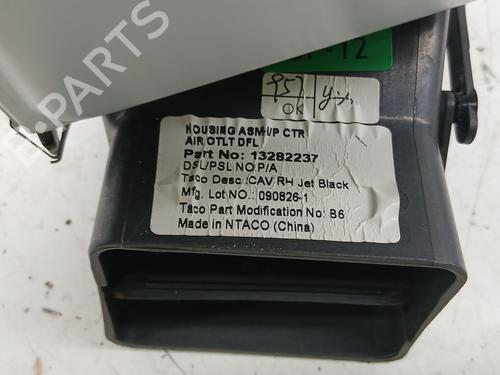 957
OK
HOUSING ASM-I/P CTR
AIR OTLT DFL
Part No: 13282237
DSL/PSL NO:P/A
Taco Desc :CAV RH Jet Black
Mfg. Lot NO.: 090826-1
Taco Part Modification No: B6
Made in NTACO (China)
B-PARTS